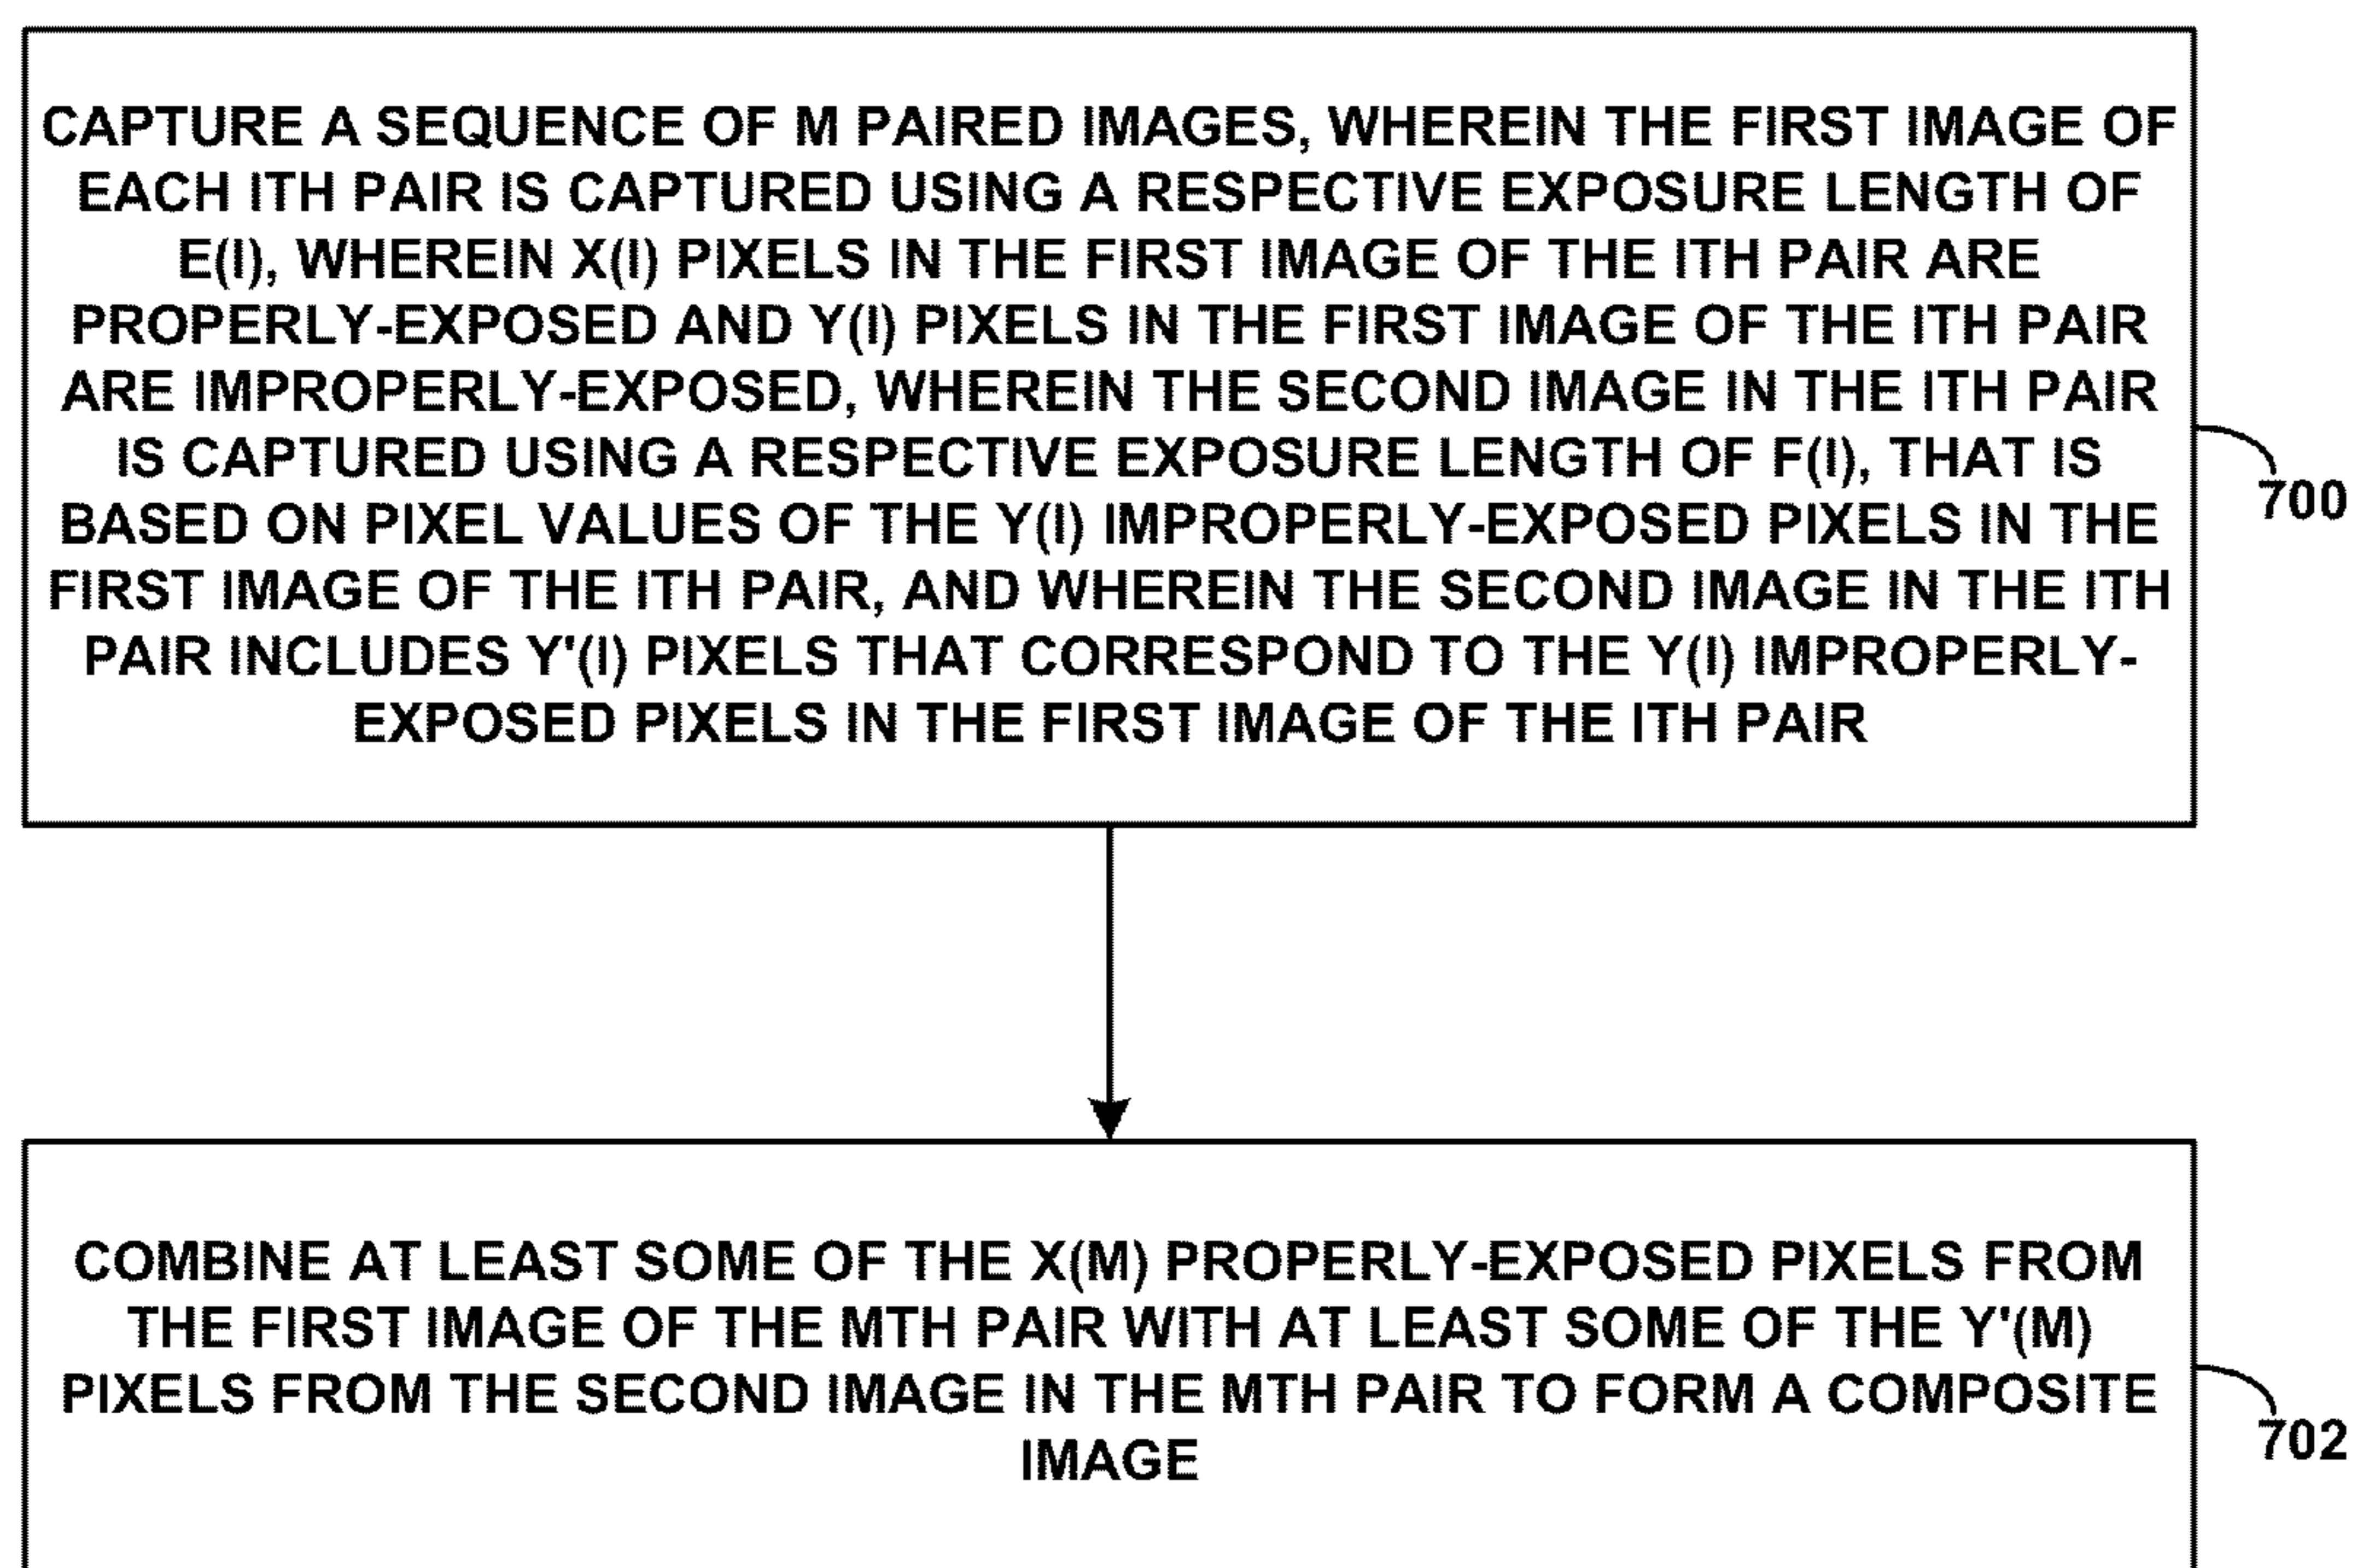 CAPTURE A SEQUENCE OF M PAIRED IMAGES, WHEREIN THE FIRST IMAGE OF
EACH ITH PAIR IS CAPTURED USING A RESPECTIVE EXPOSURE LENGTH OF
E(I), WHEREIN X(I) PIXELS IN THE FIRST IMAGE OF THE ITH PAIR ARE
PROPERLY-EXPOSED AND Y(I) PIXELS IN THE FIRST IMAGE OF THE ITH PAIR
ARE IMPROPERLY-EXPOSED, WHEREIN THE SECOND IMAGE IN THE ITH PAIR
IS CAPTURED USING A RESPECTIVE EXPOSURE LENGTH OF F(I), THAT IS
BASED ON PIXEL VALUES OF THE Y(I) IMPROPERLY-EXPOSED PIXELS IN THE
FIRST IMAGE OF THE ITH PAIR, AND WHEREIN THE SECOND IMAGE IN THE ITH
PAIR INCLUDES Y'(I) PIXELS THAT CORRESPOND TO THE Y(I) IMPROPERLY-
EXPOSED PIXELS IN THE FIRST IMAGE OF THE ITH PAIR
700
COMBINE AT LEAST SOME OF THE X(M) PROPERLY-EXPOSED PIXELS FROM
THE FIRST IMAGE OF THE MTH PAIR WITH AT LEAST SOME OF THE Y'(M)
PIXELS FROM THE SECOND IMAGE IN THE MTH PAIR TO FORM A COMPOSITE
IMAGE
702